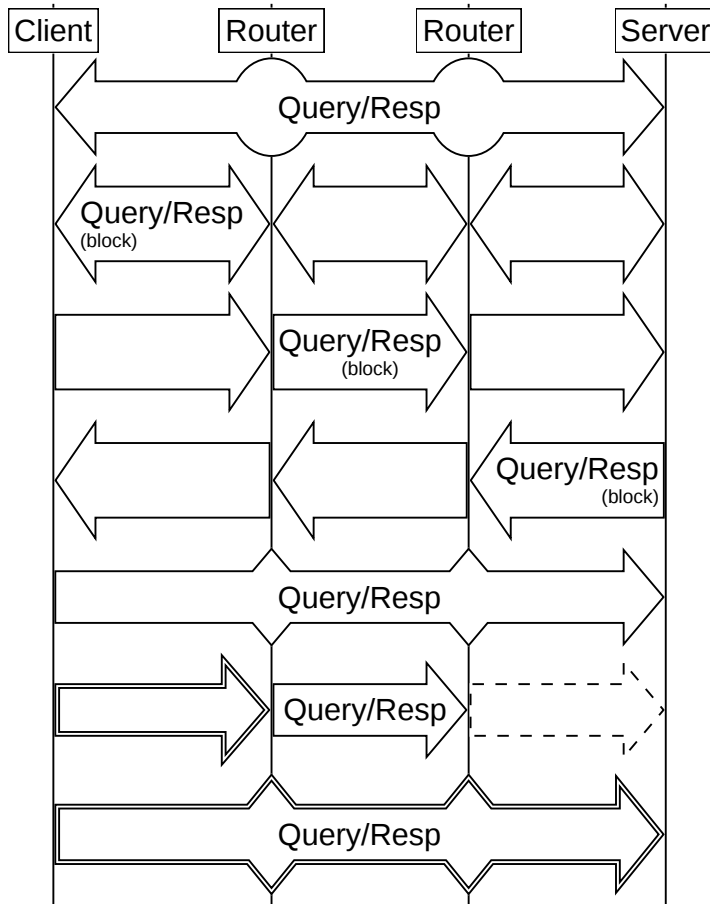 Client
Router
Router
Server
Query/Resp
Query/Resp
(block)
Query/Resp
(block)
Query/Resp
(block)
Query/Resp
Query/Resp
Query/Resp